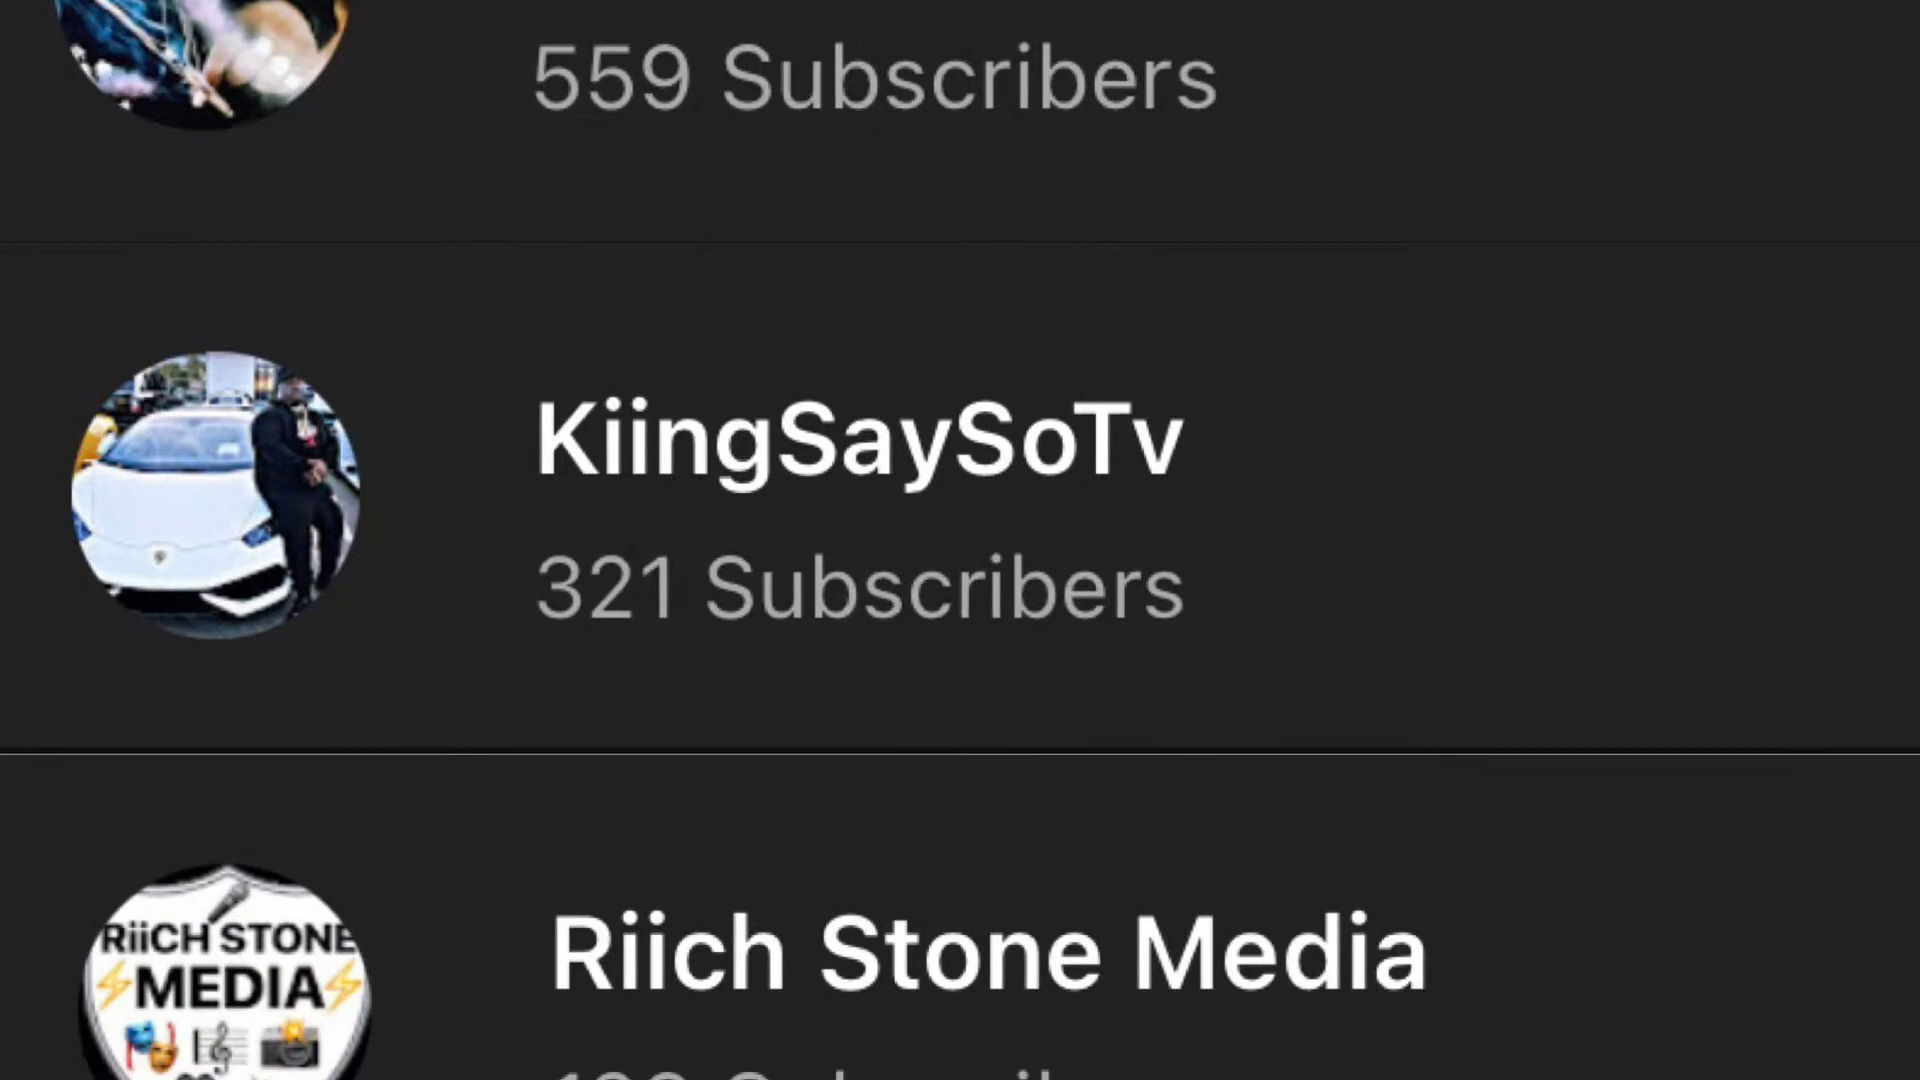 559 Subscribers
KiingSaySoTv
321 Subscribers
Riich Stone Media
RiiCH STONE
⚡MEDIA⚡